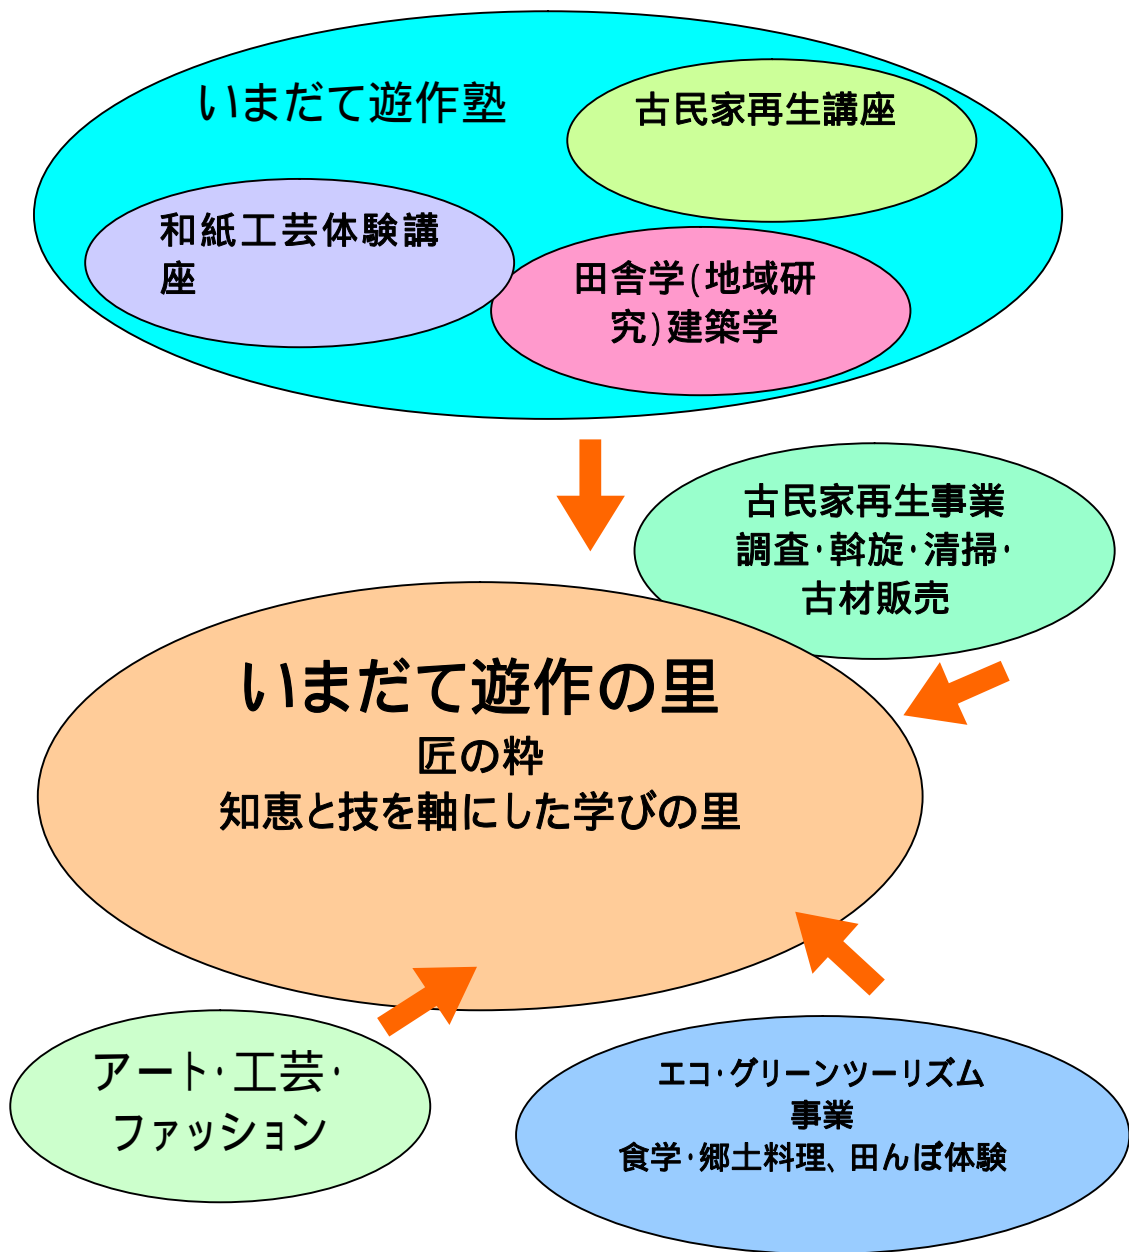 いまだて遊作塾
古民家再生講座
和紙工芸体験講
座
田舎学(地域研
究)建築学
古民家再生事業
調査・斡旋・清掃・
古材販売
いまだて遊作の里
匠の粋
知恵と技を軸にした学びの里
アート・工芸・
ファッション
エコ・グリーンツーリズム
事業
食学・郷土料理、田んぼ体験